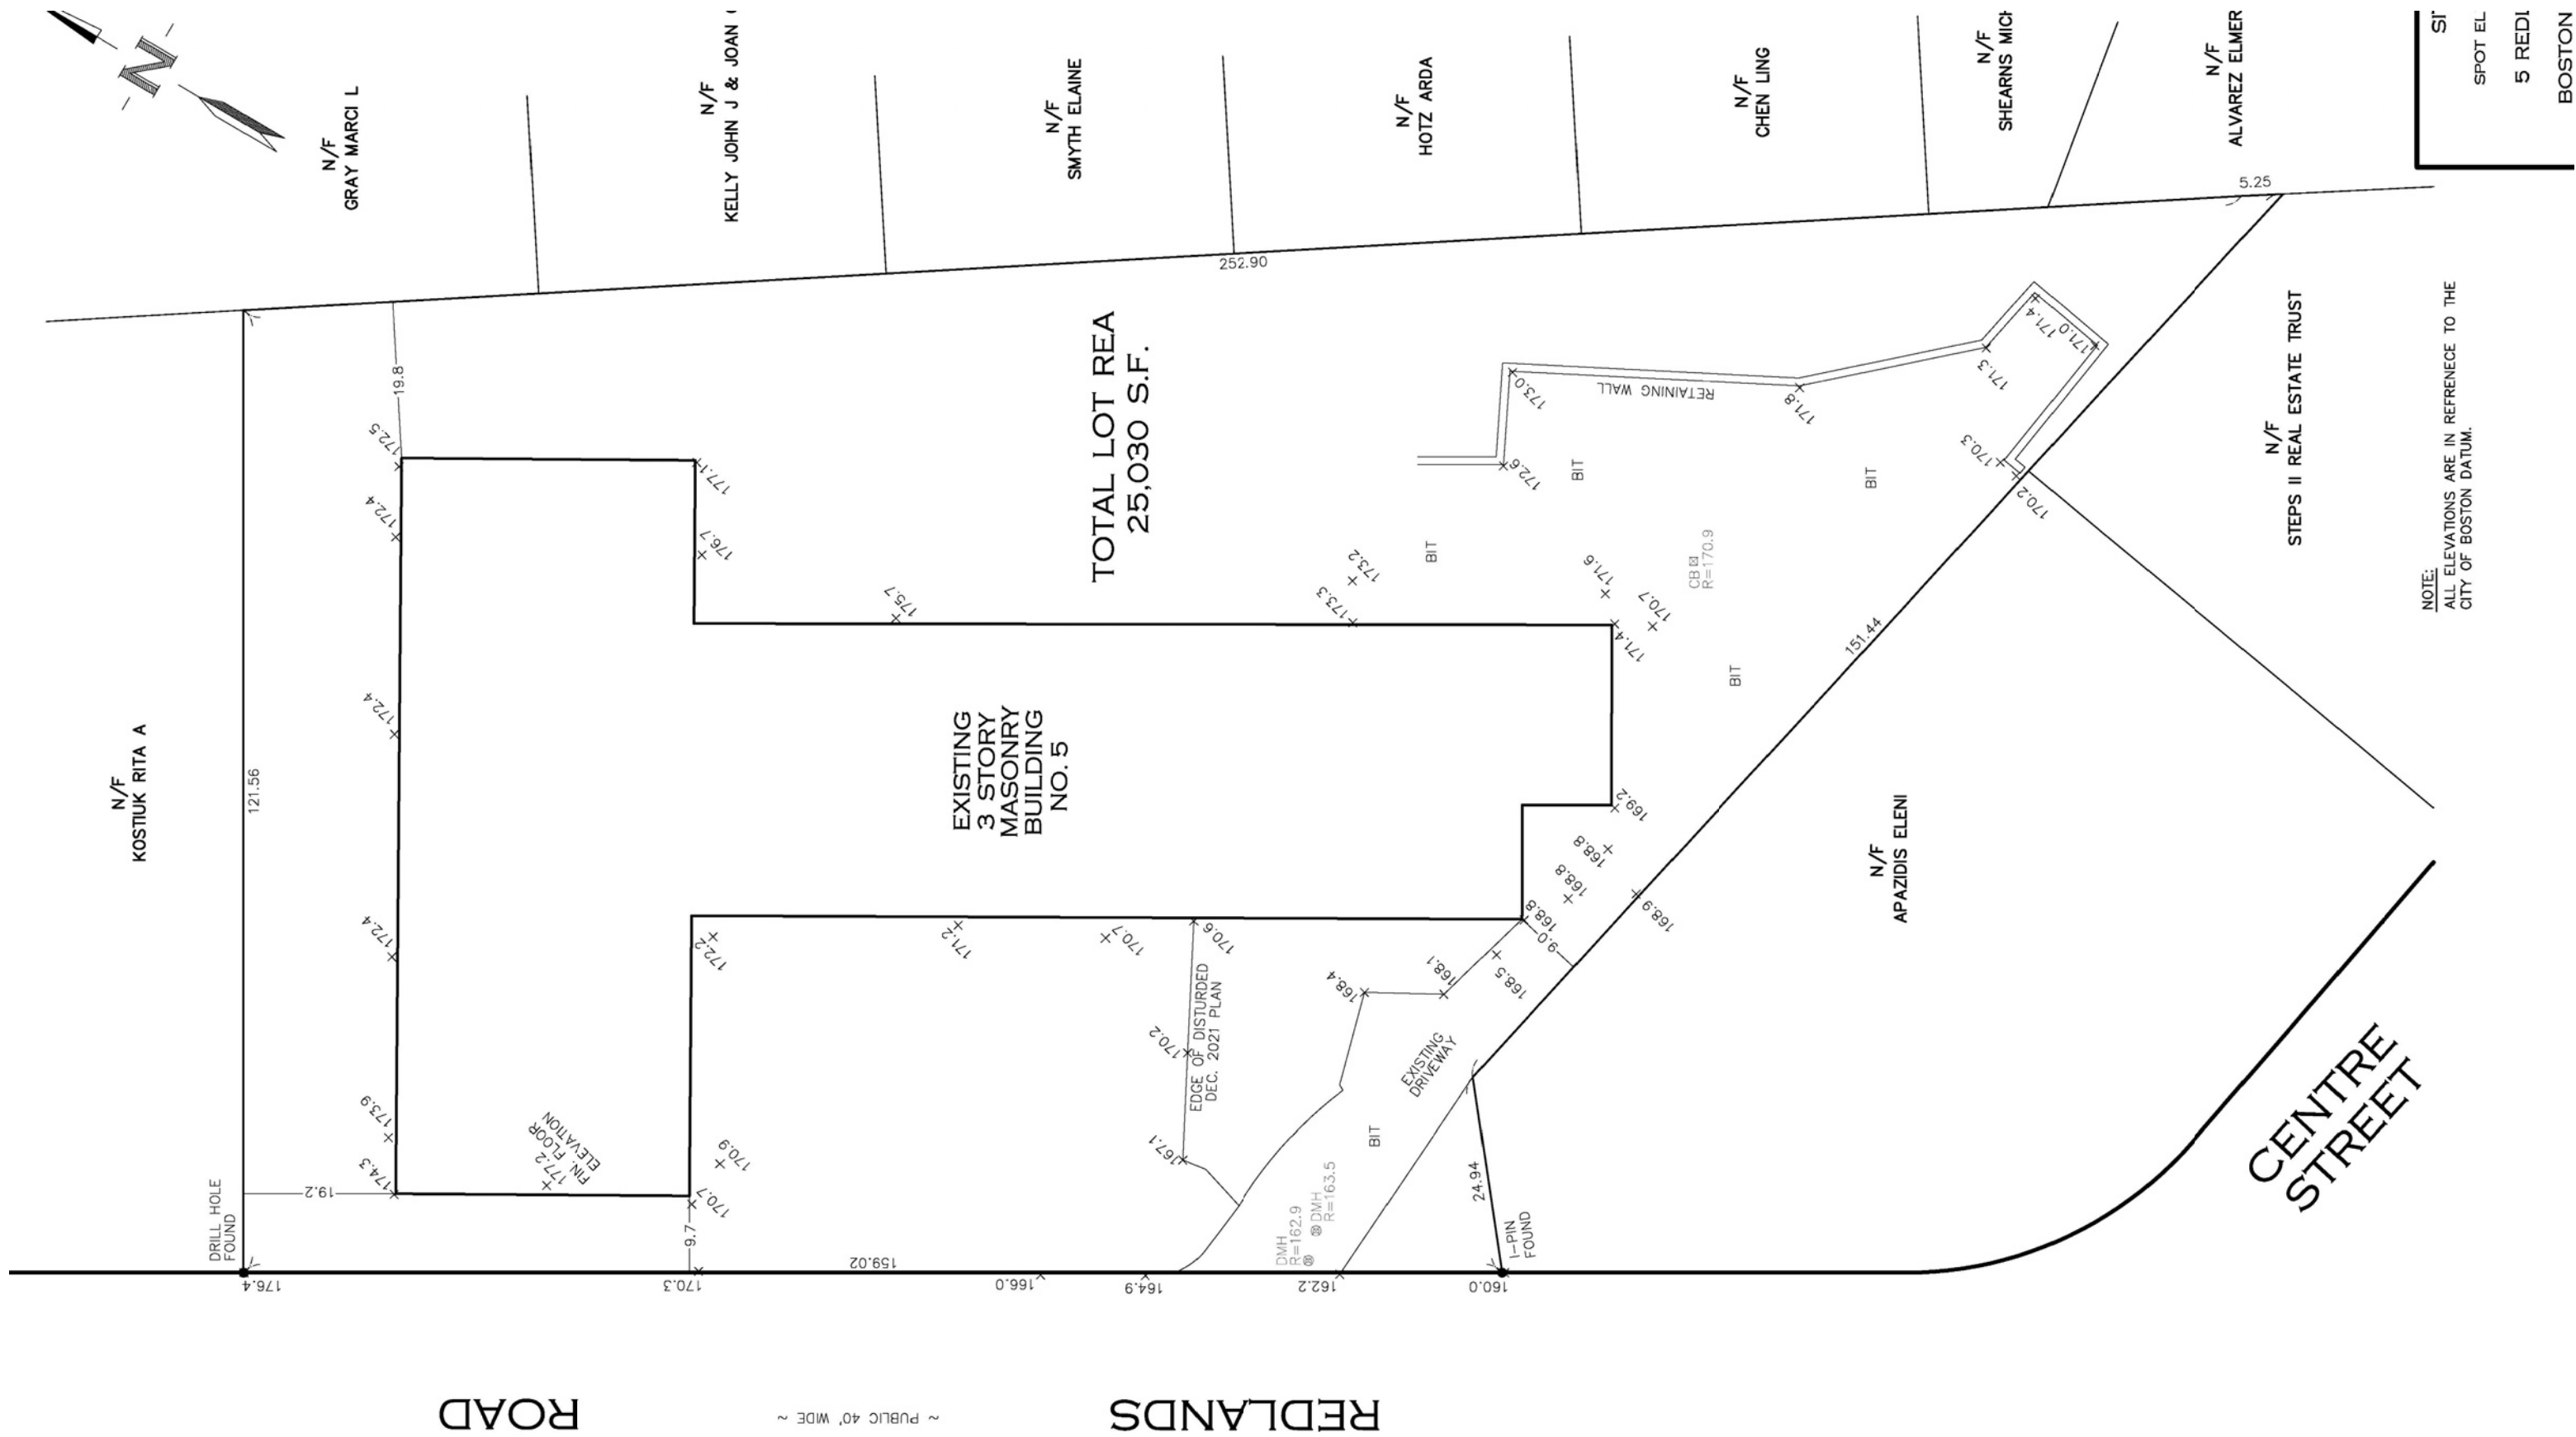 N
N/F
GRAY MARCI L
N/F
KELLY JOHN J & JOAN
N/F
SMYTH ELAINE
N/F
HOTZ ARDA
N/F
CHEN LING
N/F
SHEARNS MICH
N/F
ALVAREZ ELMER
SPOT EL
5 REDL
BOSTON
5.25
252.90
19.8
N/F
KOSTIUK RITA A
121.56
TOTAL LOT REA
25,030 S.F.
RETAINING WALL
173.0
172.6
171.8
171.3
171.4
171.0
171.1
170.3
170.2
BIT
BIT
BIT
BIT
CB
R=170.9
172.5
172.4
172.4
172.4
173.9
174.3
177.1
176.7
175.7
173.3
173.2
171.6
170.7
171.4
169.2
168.8
168.8
168.8
168.9
9.0
168.5
168.1
168.4
EXISTING
3 STORY
MASONRY
BUILDING
NO. 5
172.2
171.2
170.7
170.6
EDGE OF DISTURDED
DEC. 2021 PLAN
170.2
167.1
EXISTING
DRIVEWAY
BIT
177.2
FIN. FLOOR
ELEVATION
170.9
170.7
9.7
19.2
DRILL HOLE
FOUND
159.02
DMH
R=162.9
DMH
R=163.5
24.94
I-PIN
FOUND
176.4
170.3
166.0
164.9
162.2
160.0
151.44
N/F
STEPS II REAL ESTATE TRUST
N/F
APAZIDIS ELENI
NOTE:
ALL ELEVATIONS ARE IN REFRENECE TO THE
CITY OF BOSTON DATUM.
CENTRE
STREET
REDLANDS
~ PUBLIC 40' WIDE ~
ROAD